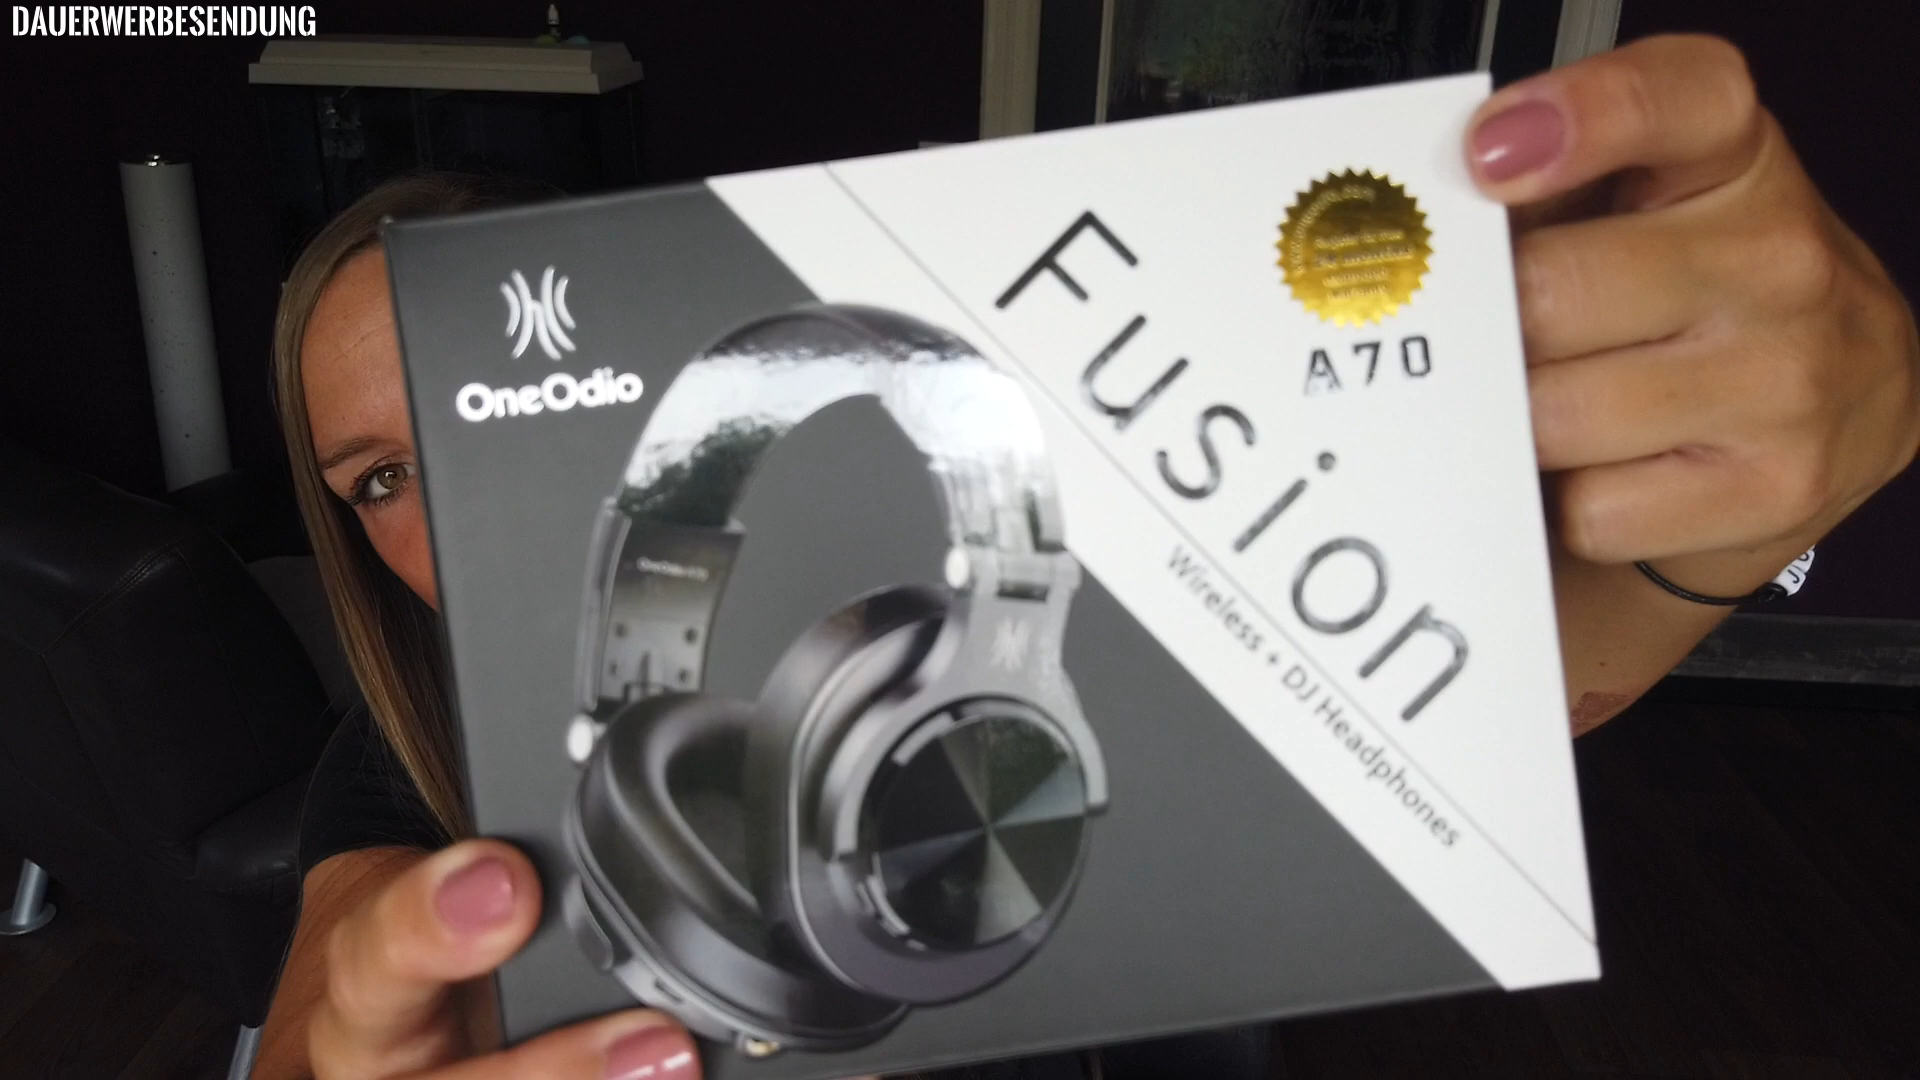 DAUERWERBESENDUNG
OneOdio
Fusion
A70
Wireless + DJ Headphones